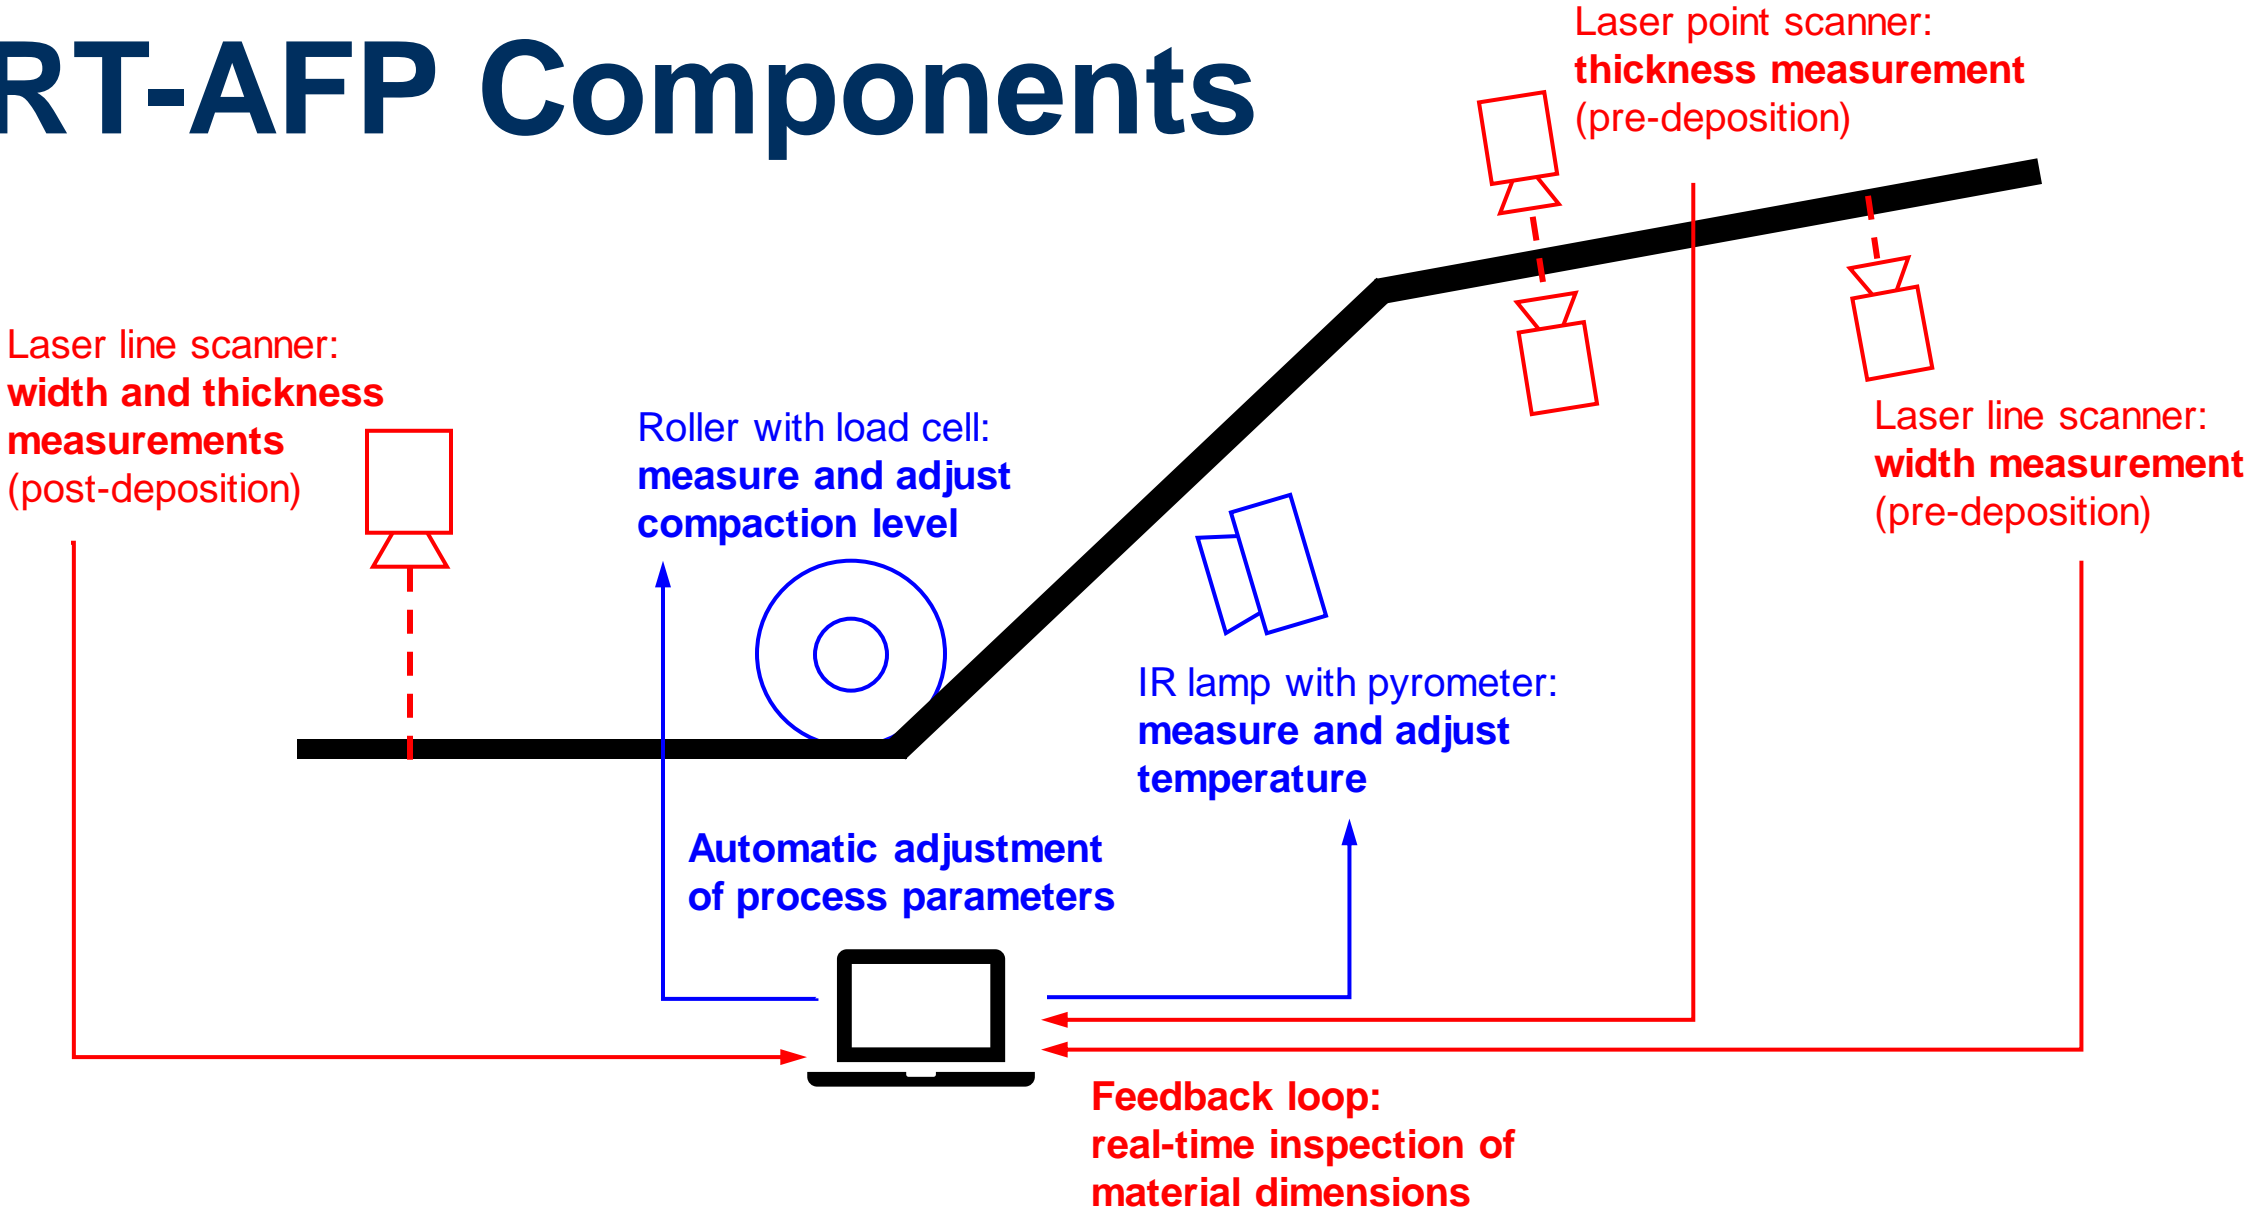 RT-AFP Components
Laser point scanner:
thickness measurement
(pre-deposition)
Laser line scanner:
width and thickness
measurements
(post-deposition)
Roller with load cell:
measure and adjust
compaction level
Laser line scanner:
width measurement
(pre-deposition)
IR lamp with pyrometer:
measure and adjust
temperature
Automatic adjustment
of process parameters
Feedback loop:
real-time inspection of
material dimensions